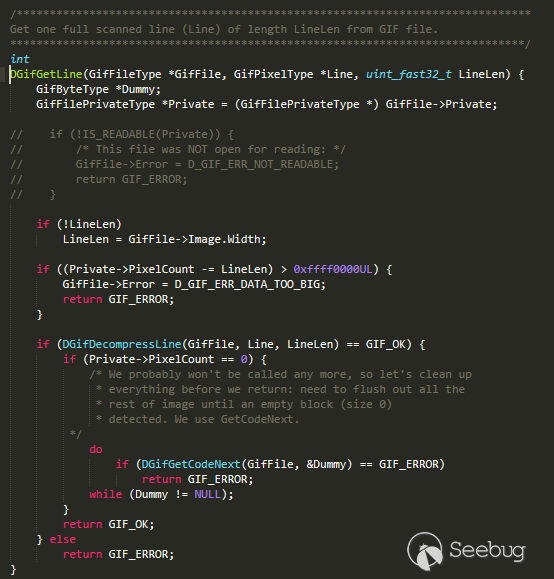 /******************************************************************************
Get one full scanned line (Line) of length LineLen from GIF file.
******************************************************************************/
int
DGifGetLine(GifFileType *GifFile, GifPixelType *Line, uint_fast32_t LineLen) {
    GifByteType *Dummy;
    GifFilePrivateType *Private = (GifFilePrivateType *) GifFile->Private;

//    if (!IS_READABLE(Private)) {
//        /* This file was NOT open for reading: */
//        GifFile->Error = D_GIF_ERR_NOT_READABLE;
//        return GIF_ERROR;
//    }

    if (!LineLen)
        LineLen = GifFile->Image.Width;

    if ((Private->PixelCount -= LineLen) > 0xffff0000UL) {
        GifFile->Error = D_GIF_ERR_DATA_TOO_BIG;
        return GIF_ERROR;
    }

    if (DGifDecompressLine(GifFile, Line, LineLen) == GIF_OK) {
        if (Private->PixelCount == 0) {
            /* We probably won't be called any more, so let's clean up
             * everything before we return: need to flush out all the
             * rest of image until an empty block (size 0)
             * detected. We use GetCodeNext.
             */
            do
                if (DGifGetCodeNext(GifFile, &Dummy) == GIF_ERROR)
                    return GIF_ERROR;
            while (Dummy != NULL);
        }
        return GIF_OK;
    } else
        return GIF_ERROR;
}
Seebug